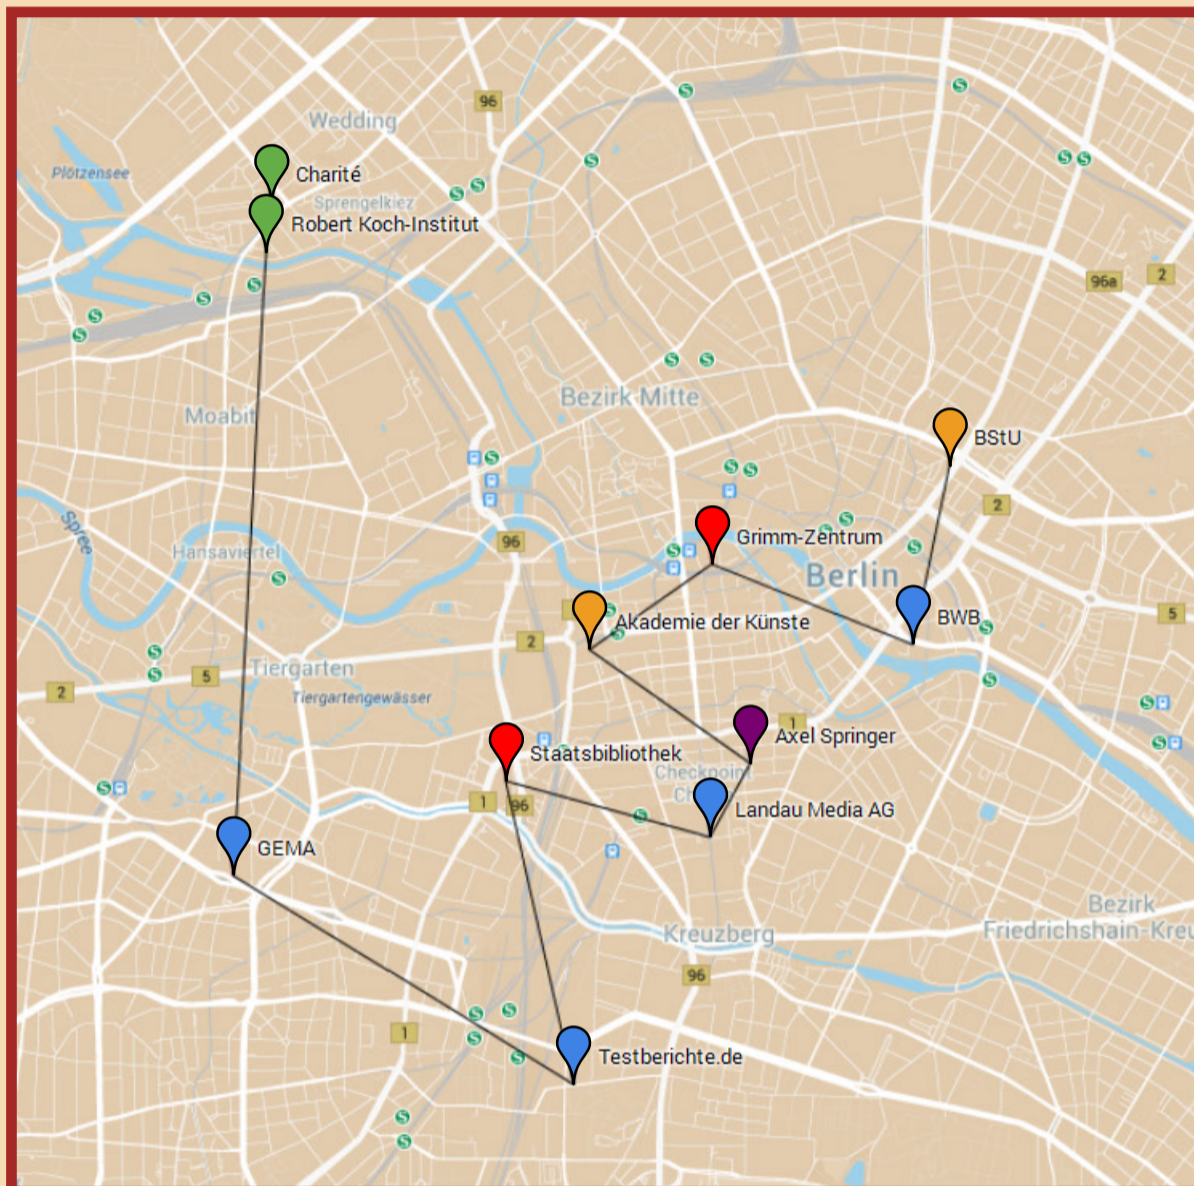 96
Wedding
Plötzensee
Charité
Sprengelkiez
Robert Koch-Institut
96a
2
Bezirk Mitte
Moabit
BStU
2
Spree
Grimm-Zentrum
96
Hansaviertel
Berlin
Akademie der Künste
BWB
5
2
Tiergarten
5
2
Tiergartengewässer
1
Axel Springer
Staatsbibliothek
Checkpoint
1
96
Landau Media AG
GEMA
Bezirk
Friedrichshain-Kreu
Kreuzberg
96
1
Testberichte.de